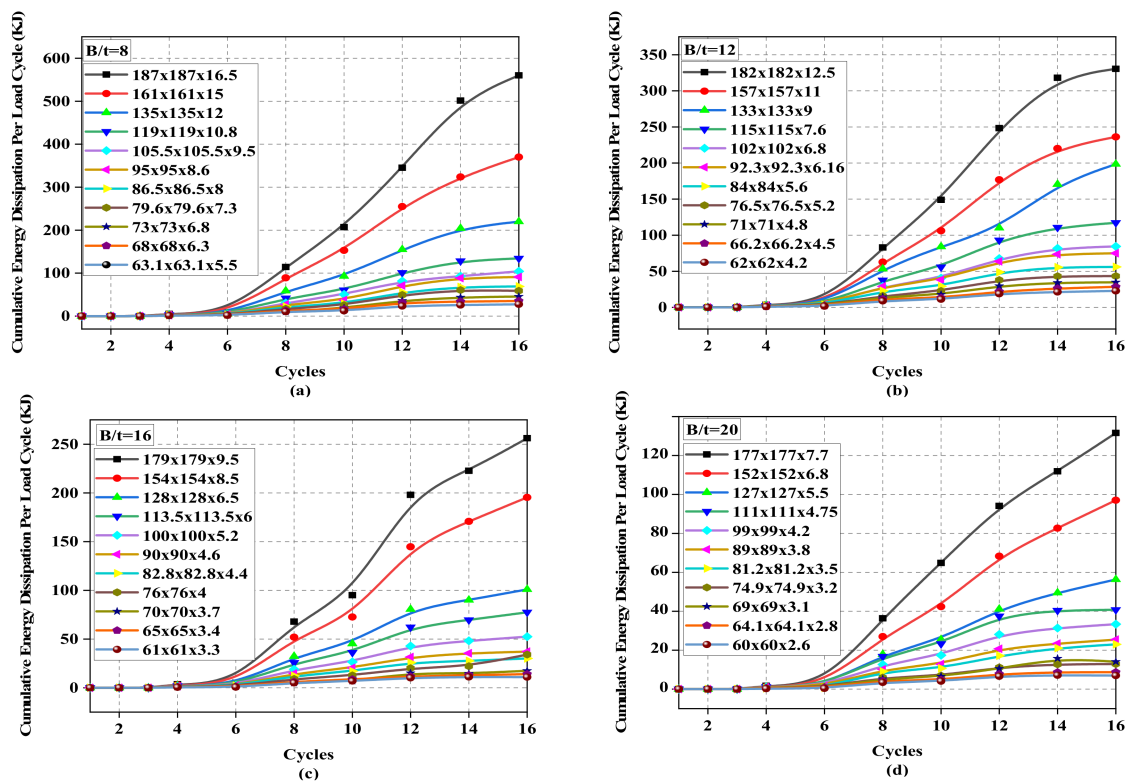 Cumulative Energy Dissipation Per Load Cycle (KJ)
B/t=8
600
500
400
300
200
100
0
187x187x16.5
161x161x15
135x135x12
119x119x10.8
105.5x105.5x9.5
95x95x8.6
86.5x86.5x8
79.6x79.6x7.3
73x73x6.8
68x68x6.3
63.1x63.1x5.5
2 4 6 8 10 12 14 16
Cycles
(a)
Cumulative Energy Dissipation Per Load Cycle (KJ)
B/t=12
350
300
250
200
150
100
50
0
182x182x12.5
157x157x11
133x133x9
115x115x7.6
102x102x6.8
92.3x92.3x6.16
84x84x5.6
76.5x76.5x5.2
71x71x4.8
66.2x66.2x4.5
62x62x4.2
2 4 6 8 10 12 14 16
Cycles
(b)
Cumulative Energy Dissipation Per Load Cycle (KJ)
B/t=16
250
200
150
100
50
0
179x179x9.5
154x154x8.5
128x128x6.5
113.5x113.5x6
100x100x5.2
90x90x4.6
82.8x82.8x4.4
76x76x4
70x70x3.7
65x65x3.4
61x61x3.3
2 4 6 8 10 12 14 16
Cycles
(c)
Cumulative Energy Dissipation Per Load Cycle (KJ)
B/t=20
120
100
80
60
40
20
0
177x177x7.7
152x152x6.8
127x127x5.5
111x111x4.75
99x99x4.2
89x89x3.8
81.2x81.2x3.5
74.9x74.9x3.2
69x69x3.1
64.1x64.1x2.8
60x60x2.6
2 4 6 8 10 12 14 16
Cycles
(d)